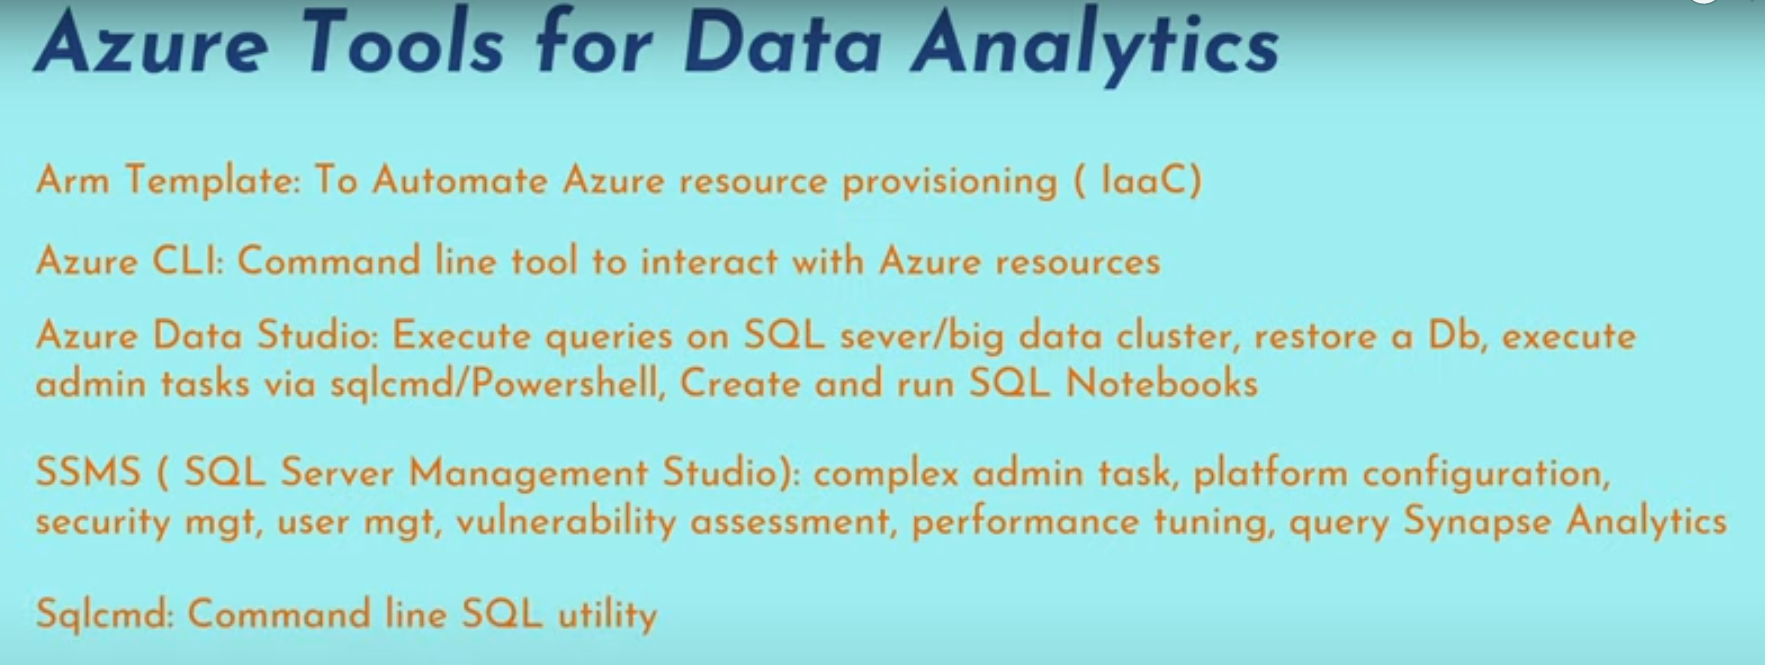 Azure Tools for Data Analytics
Arm Template: To Automate Azure resource provisioning ( IaaC)
Azure CLI: Command line tool to interact with Azure resources
Azure Data Studio: Execute queries on SQL sever/big data cluster, restore a Db, execute
admin tasks via sqlcmd/Powershell, Create and run SQL Notebooks
SSMS ( SQL Server Management Studio): complex admin task, platform configuration,
security mgt, user mgt, vulnerability assessment, performance tuning, query Synapse Analytics
Sqlcmd: Command line SQL utility